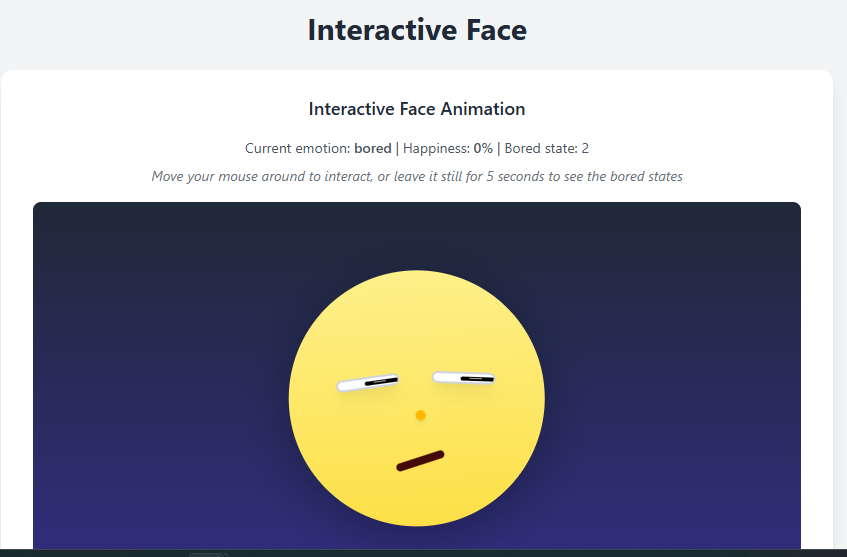 Interactive Face
Interactive Face Animation
Current emotion: bored | Happiness: 0% | Bored state: 2
Move your mouse around to interact, or leave it still for 5 seconds to see the bored states